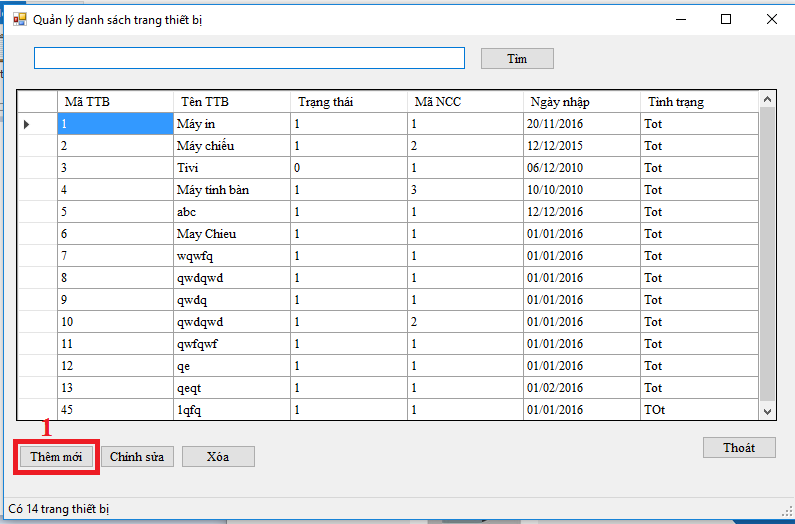 Quản lý danh sách trang thiết bị
Tìm
Mã TTB Tên TTB Trạng thái Mã NCC Ngày nhập Tình trạng
1 Máy in 1 1 20/11/2016 Tot
2 Máy chiếu 1 2 12/12/2015 Tot
3 Tivi 0 1 06/12/2010 Tot
4 Máy tính bàn 1 3 10/10/2010 Tot
5 abc 1 1 12/12/2016 Tot
6 May Chieu 1 1 01/01/2016 Tot
7 wqwfq 1 1 01/01/2016 Tot
8 qwdqwd 1 1 01/01/2016 Tot
9 qwdq 1 1 01/01/2016 Tot
10 qwdqwd 1 2 01/01/2016 Tot
11 qwfqwf 1 1 01/01/2016 Tot
12 qe 1 1 01/01/2016 Tot
13 qeqt 1 1 01/02/2016 Tot
45 1qfq 1 1 01/01/2016 TOt
1
Thêm mới Chỉnh sửa Xóa Thoát
Có 14 trang thiết bị